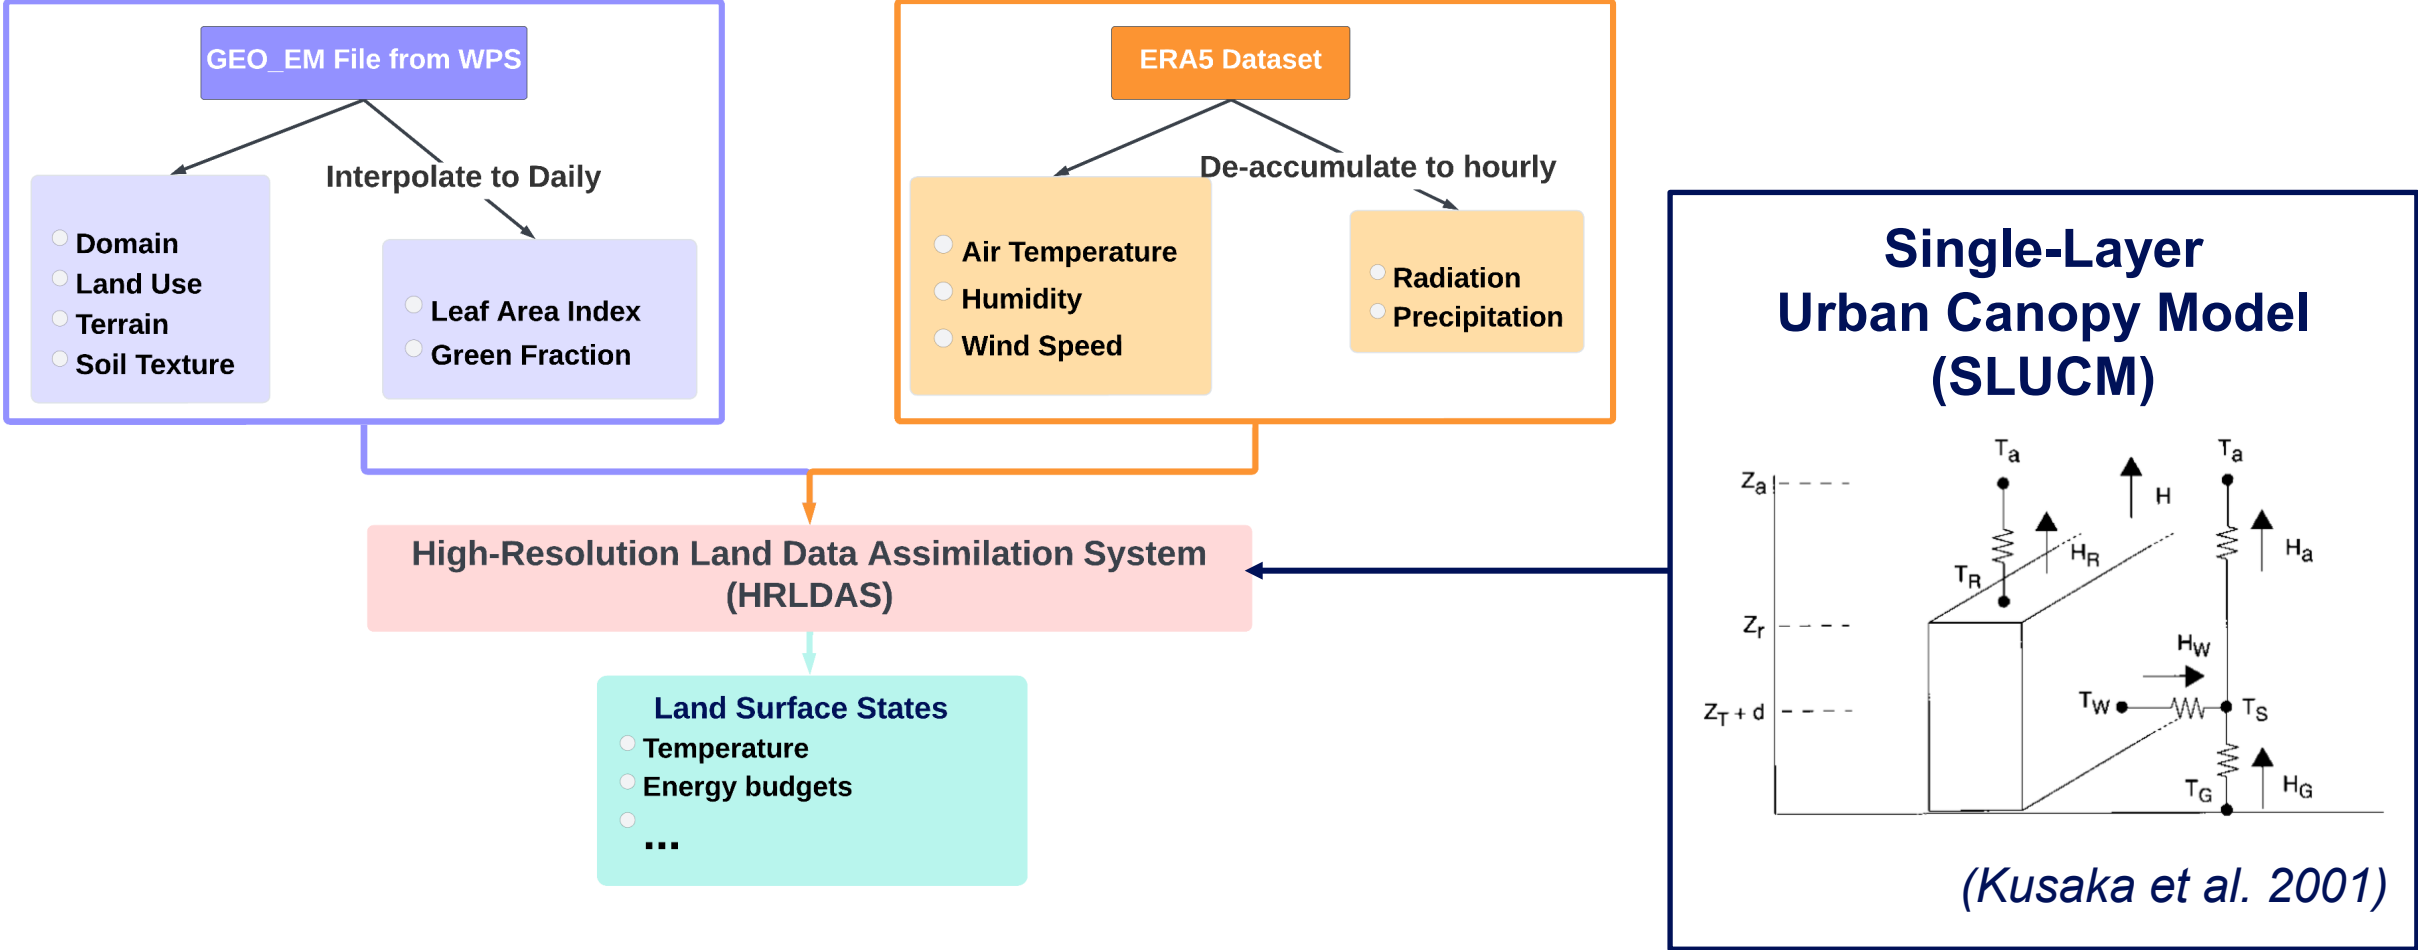 GEO_EM File from WPS
Interpolate to Daily
Domain
Land Use
Terrain
Soil Texture
Leaf Area Index
Green Fraction
ERA5 Dataset
De-accumulate to hourly
Air Temperature
Humidity
Wind Speed
Radiation
Precipitation
High-Resolution Land Data Assimilation System
(HRLDAS)
Land Surface States
Temperature
Energy budgets
...
Single-Layer
Urban Canopy Model
(SLUCM)
Ta
Ta
Za
H
HR
Ha
TR
Zr
HW
TW
TS
ZT + d
TG
HG
(Kusaka et al. 2001)